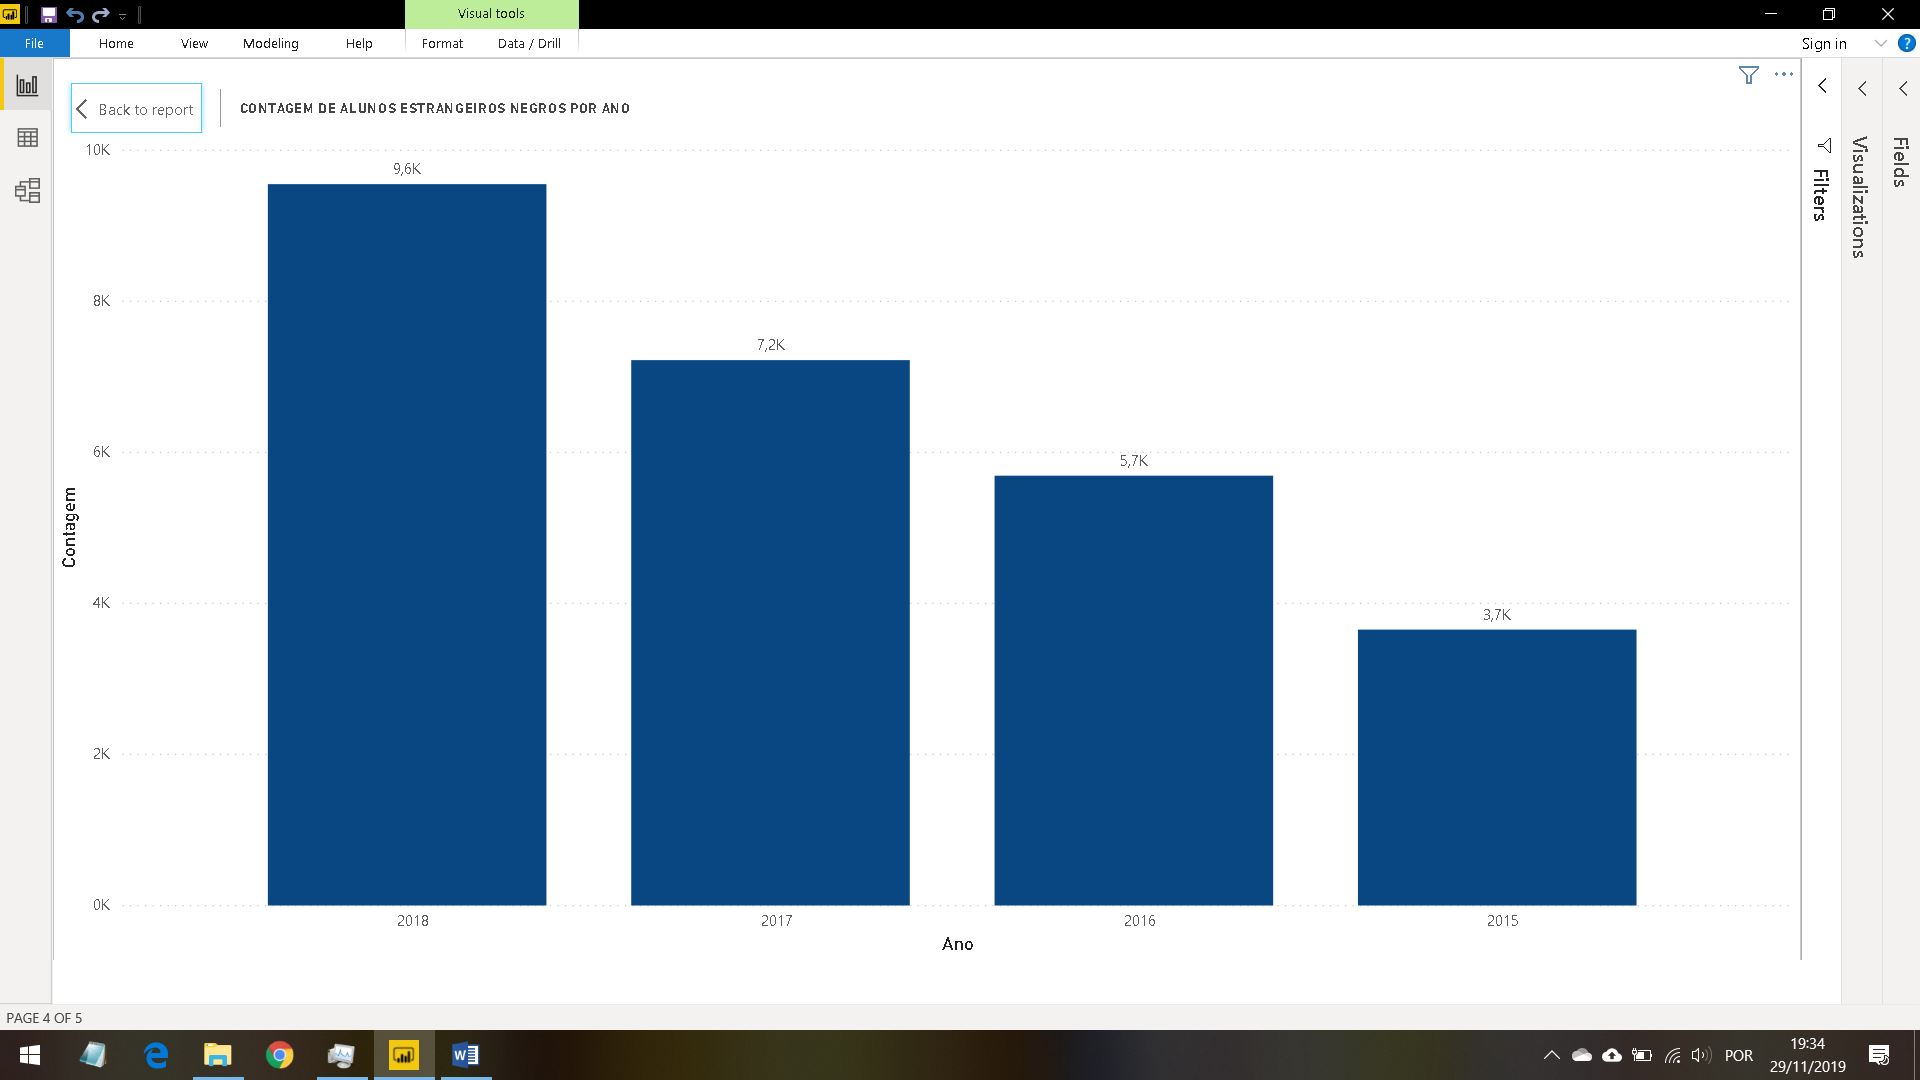 Visual tools
File Home View Modeling Help Format Data / Drill Sign in ?
Back to report CONTAGEM DE ALUNOS ESTRANGEIROS NEGROS POR ANO
Filters
Visualizations
Fields
10K
8K
6K
4K
2K
0K
Contagem
9,6K
7,2K
5,7K
3,7K
2018 2017 2016 2015
Ano
PAGE 4 OF 5
POR
19:34
29/11/2019